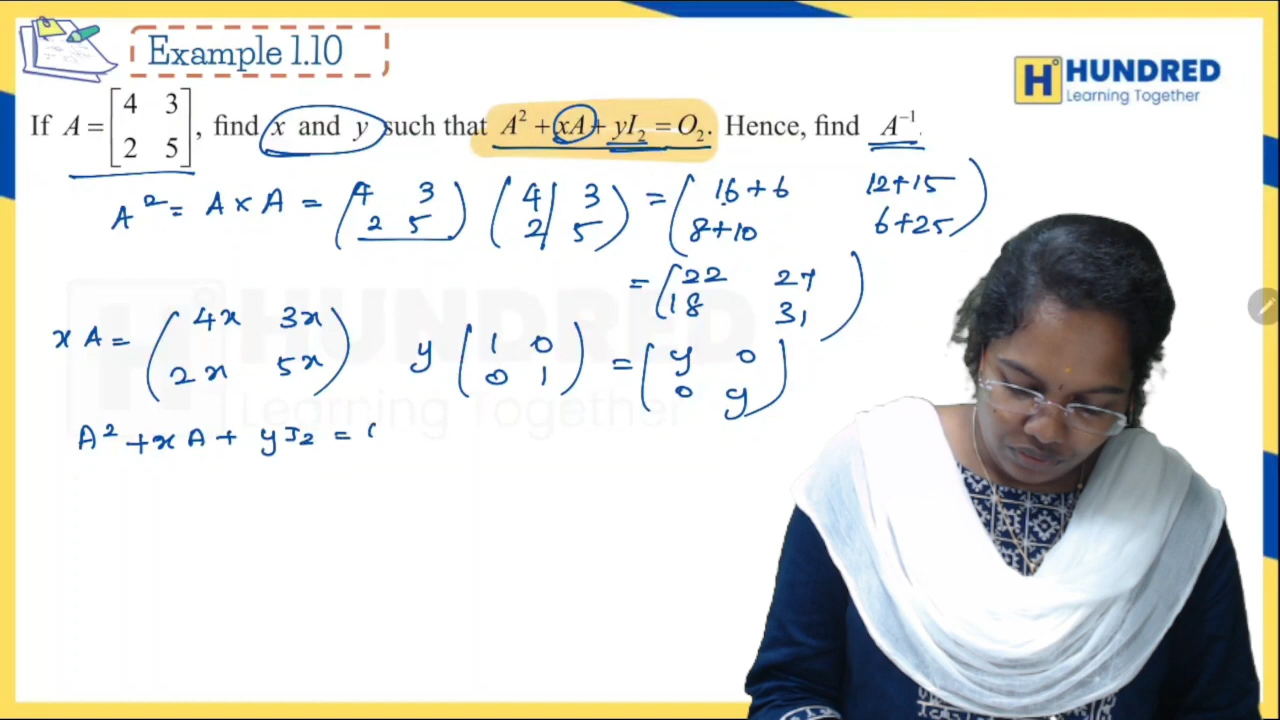 Example 1.10
HUNDRED
Learning Together
If A = [4 3; 2 5], find x and y such that A² + xA + yI₂ = O₂. Hence, find A⁻¹.
A² = A × A = (4 3; 2 5) (4 3; 2 5) = (16+6 12+15; 8+10 6+25)
= (22 27; 18 31)
xA = (4x 3x; 2x 5x) y (1 0; 0 1) = (y 0; 0 y)
A² + xA + yI₂ = (
HUNDRED
Learning Together